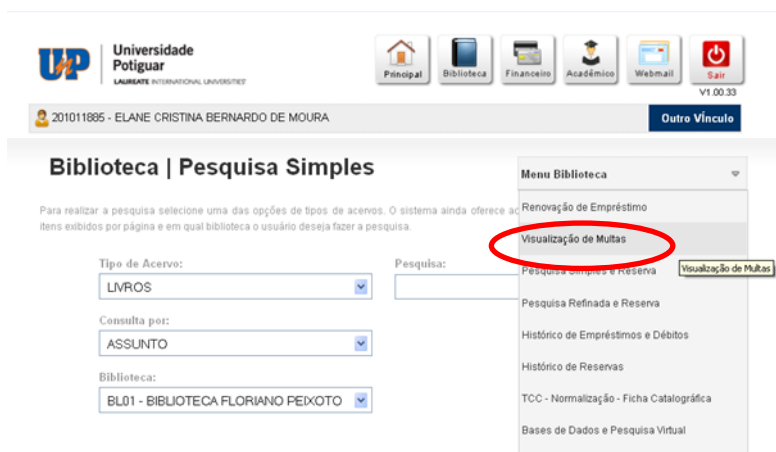 UnP
Universidade
Potiguar
LAUREATE INTERNATIONAL UNIVERSITIES
Principal
Biblioteca
Financeiro
Acadêmico
Webmail
Sair
V1.00.33
201011885 - ELANE CRISTINA BERNARDO DE MOURA
Outro Vínculo
Biblioteca | Pesquisa Simples
Menu Biblioteca
Para realizar a pesquisa selecione uma das opções de tipos de acervos. O sistema ainda oferece
itens exibidos por página e em qual biblioteca o usuário deseja fazer a pesquisa.
Renovação de Empréstimo
Visualização de Multas
Pesquisa Simples e Reserva
Visualização de Multas
Pesquisa Refinada e Reserva
Histórico de Empréstimos e Débitos
Histórico de Reservas
TCC - Normalização - Ficha Catalográfica
Bases de Dados e Pesquisa Virtual
Tipo de Acervo:
LIVROS
Pesquisa:
Consulta por:
ASSUNTO
Biblioteca:
BL01 - BIBLIOTECA FLORIANO PEIXOTO